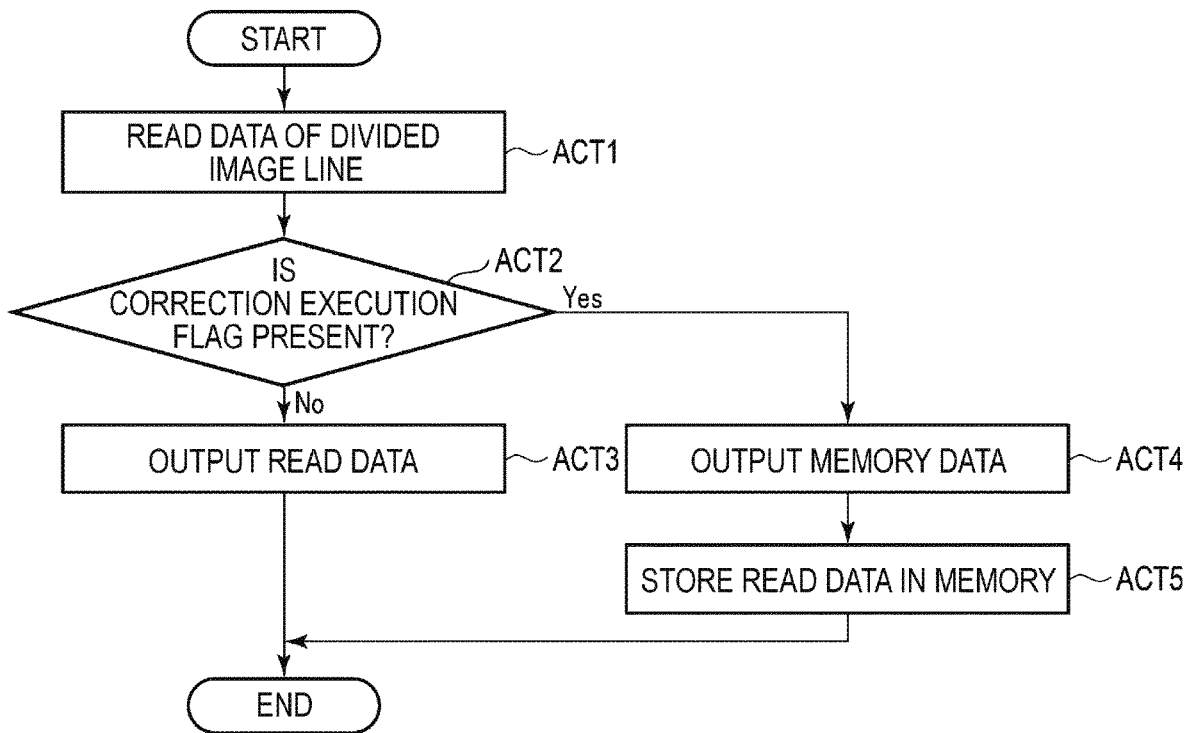 START
READ DATA OF DIVIDED
IMAGE LINE
ACT1
IS
CORRECTION EXECUTION
FLAG PRESENT?
ACT2
Yes
No
OUTPUT READ DATA
ACT3
OUTPUT MEMORY DATA
ACT4
STORE READ DATA IN MEMORY
ACT5
END